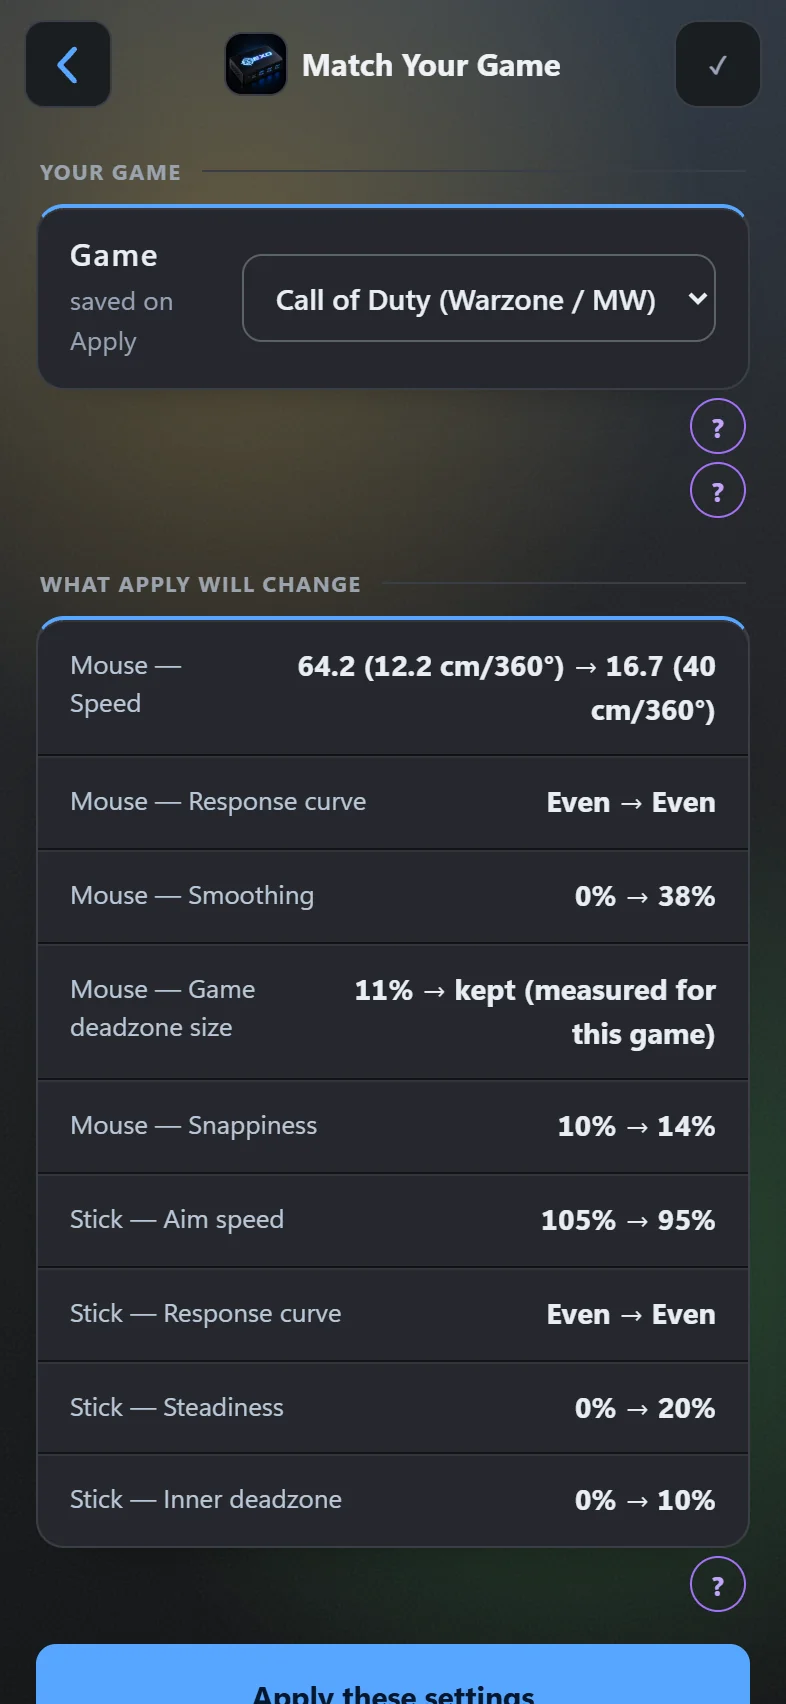 Match Your Game
✓
YOUR GAME
Game
saved on
Apply
Call of Duty (Warzone / MW)
?
?
WHAT APPLY WILL CHANGE
Mouse —
Speed
64.2 (12.2 cm/360°) → 16.7 (40
cm/360°)
Mouse — Response curve
Even → Even
Mouse — Smoothing
0% → 38%
Mouse — Game
deadzone size
11% → kept (measured for
this game)
Mouse — Snappiness
10% → 14%
Stick — Aim speed
105% → 95%
Stick — Response curve
Even → Even
Stick — Steadiness
0% → 20%
Stick — Inner deadzone
0% → 10%
?
Apply these settings